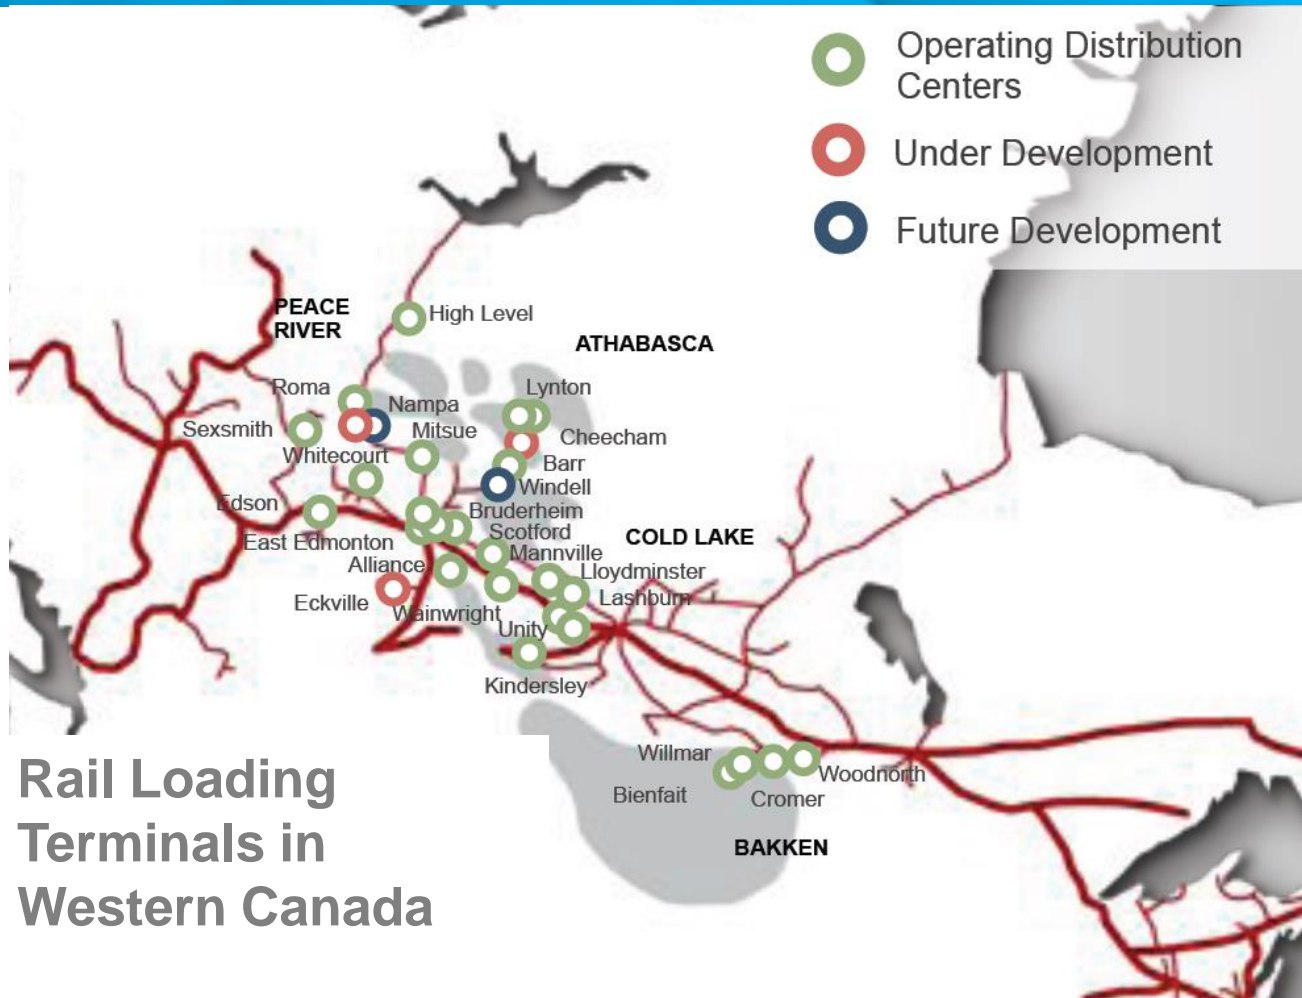 Operating Distribution
Centers
Under Development
Future Development
PEACE
RIVER
High Level
ATHABASCA
Roma
Lynton
Nampa
Sexsmith
Mitsue
Cheecham
Whitecourt
Barr
Windell
Edson
Bruderheim
Scotford
COLD LAKE
East Edmonton
Mannville
Alliance
Lloydminster
Eckville
Lashburn
Wainwright
Unity
Kindersley
Willmar
Woodnorth
Bienfait
Cromer
BAKKEN
Rail Loading
Terminals in
Western Canada